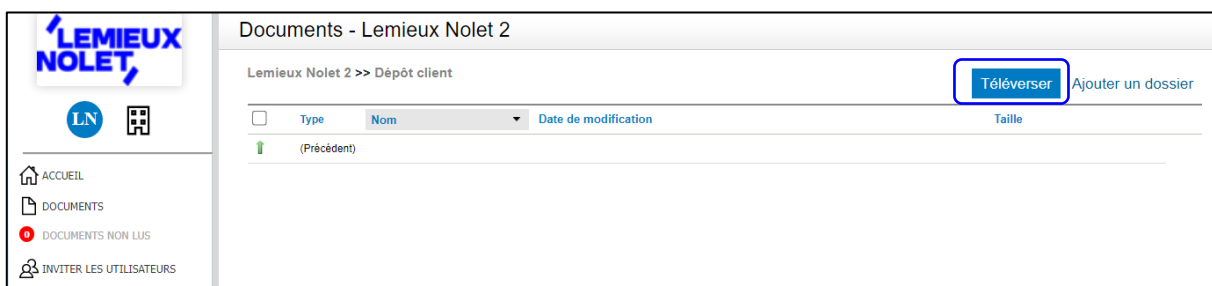 LEMIEUX
NOLET
LN
ACCUEIL
DOCUMENTS
0 DOCUMENTS NON LUS
INVITER LES UTILISATEURS
Documents - Lemieux Nolet 2
Lemieux Nolet 2 >> Dépôt client
Téléverser Ajouter un dossier
Type Nom Date de modification Taille
(Précédent)